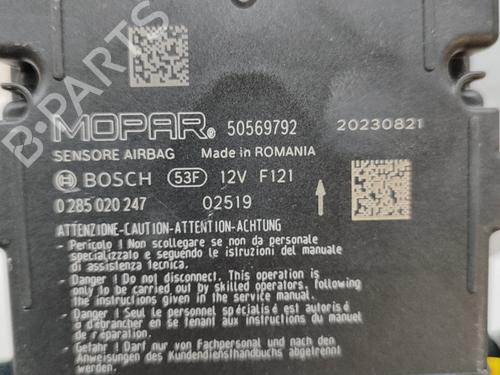 B-PARTS
MOPAR® 50569792 20230821
SENSORE AIRBAG Made in ROMANIA
BOSCH 53F 12V F121
0 285 020 247 02519
ATTENZIONE-CAUTION-ATTENTION-ACHTUNG
- Pericolo ! Non scollegare se non da personale
specializzato e seguendo le istruzioni del manuale
di assistenza tecnica.
- Danger ! Do not disconnect. This operation is
only to be carried out by skilled operators, following
the instructions given in the service manual.
- Danger ! Seul le personnel spécialisé est autorisé
a débrancher en se tenant aux instructions du manuel
de réparation.
- Gefahr ! Darf nur von Fachpersonal und nach den
Anweisungen des Kundendiensthandbuchs abgetrennt
werden.